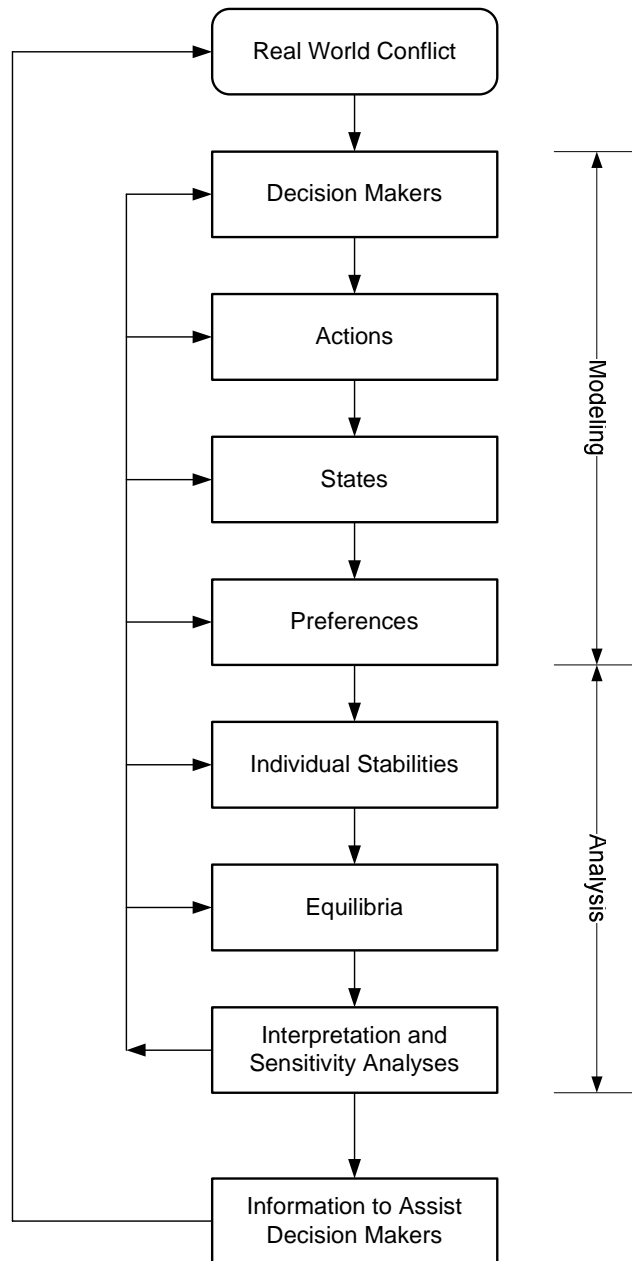 Real World Conflict
Decision Makers
Actions
States
Preferences
Modeling
Individual Stabilities
Equilibria
Interpretation and
Sensitivity Analyses
Analysis
Information to Assist
Decision Makers